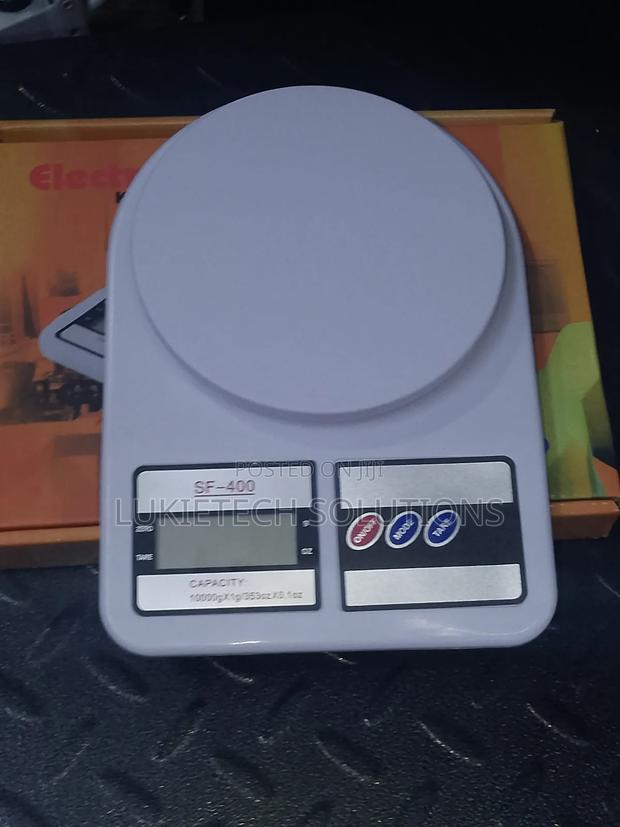 Elect
SF-400
POSTED ON JIJI
LUKIETECH SOLUTIONS
ZERO
g
TARE
OZ
ON/OFF
MODE
TARE
CAPACITY:
10000gX1g/353ozX0.1oz